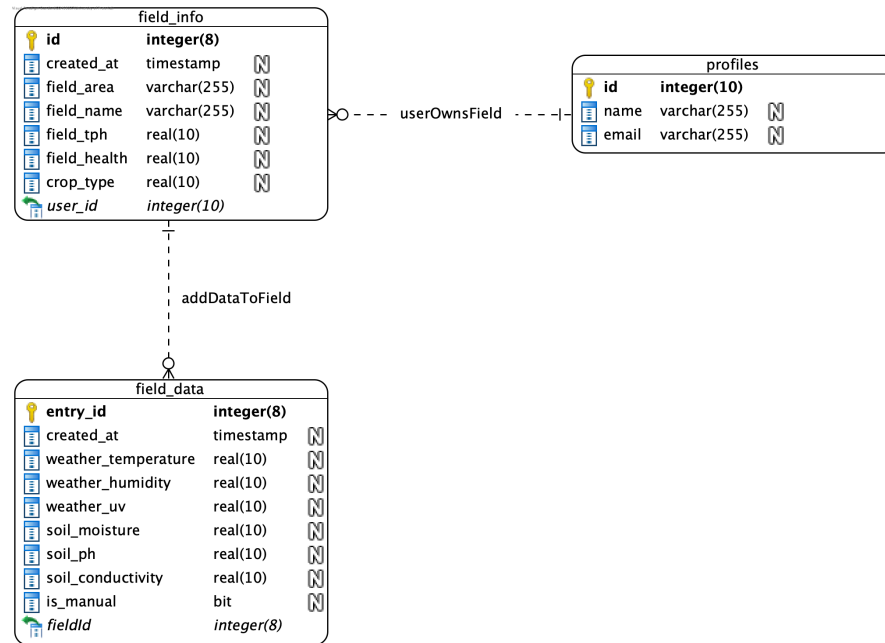 field_info
id integer(8)
created_at timestamp N
field_area varchar(255) N
field_name varchar(255) N
field_tph real(10) N
field_health real(10) N
crop_type real(10) N
user_id integer(10)
userOwnsField
profiles
id integer(10)
name varchar(255) N
email varchar(255) N
addDataToField
field_data
entry_id integer(8)
created_at timestamp N
weather_temperature real(10) N
weather_humidity real(10) N
weather_uv real(10) N
soil_moisture real(10) N
soil_ph real(10) N
soil_conductivity real(10) N
is_manual bit N
fieldId integer(8)